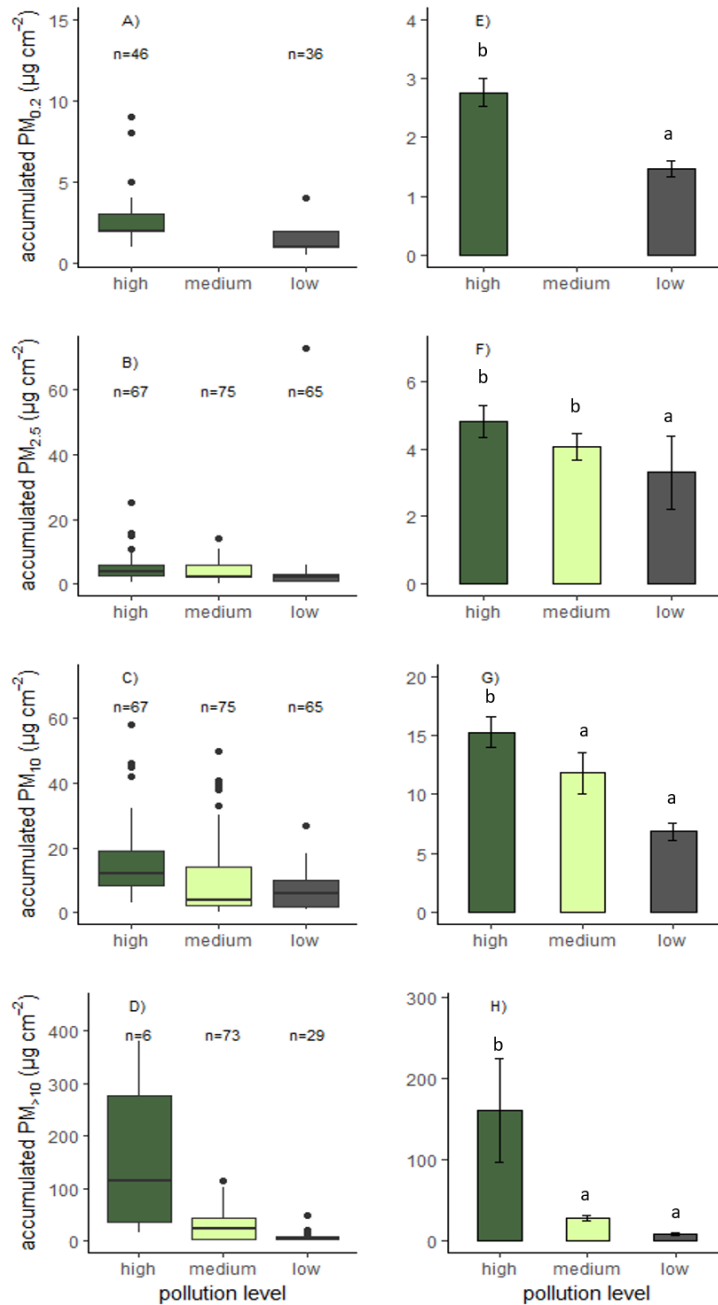 A)
n=46 n=36
15
10
5
0
accumulated PM0.2 (µg cm−2)
high medium low
E)
b
a
4
3
2
1
0
high medium low
B)
n=67 n=75 n=65
60
40
20
0
accumulated PM2.5 (µg cm−2)
high medium low
F)
b b a
6
4
2
0
high medium low
C)
n=67 n=75 n=65
60
40
20
0
accumulated PM10 (µg cm−2)
high medium low
G)
b a a
20
15
10
5
0
high medium low
D)
n=6 n=73 n=29
400
300
200
100
0
accumulated PM>10 (µg cm−2)
high medium low
pollution level
H)
b a a
300
200
100
0
high medium low
pollution level